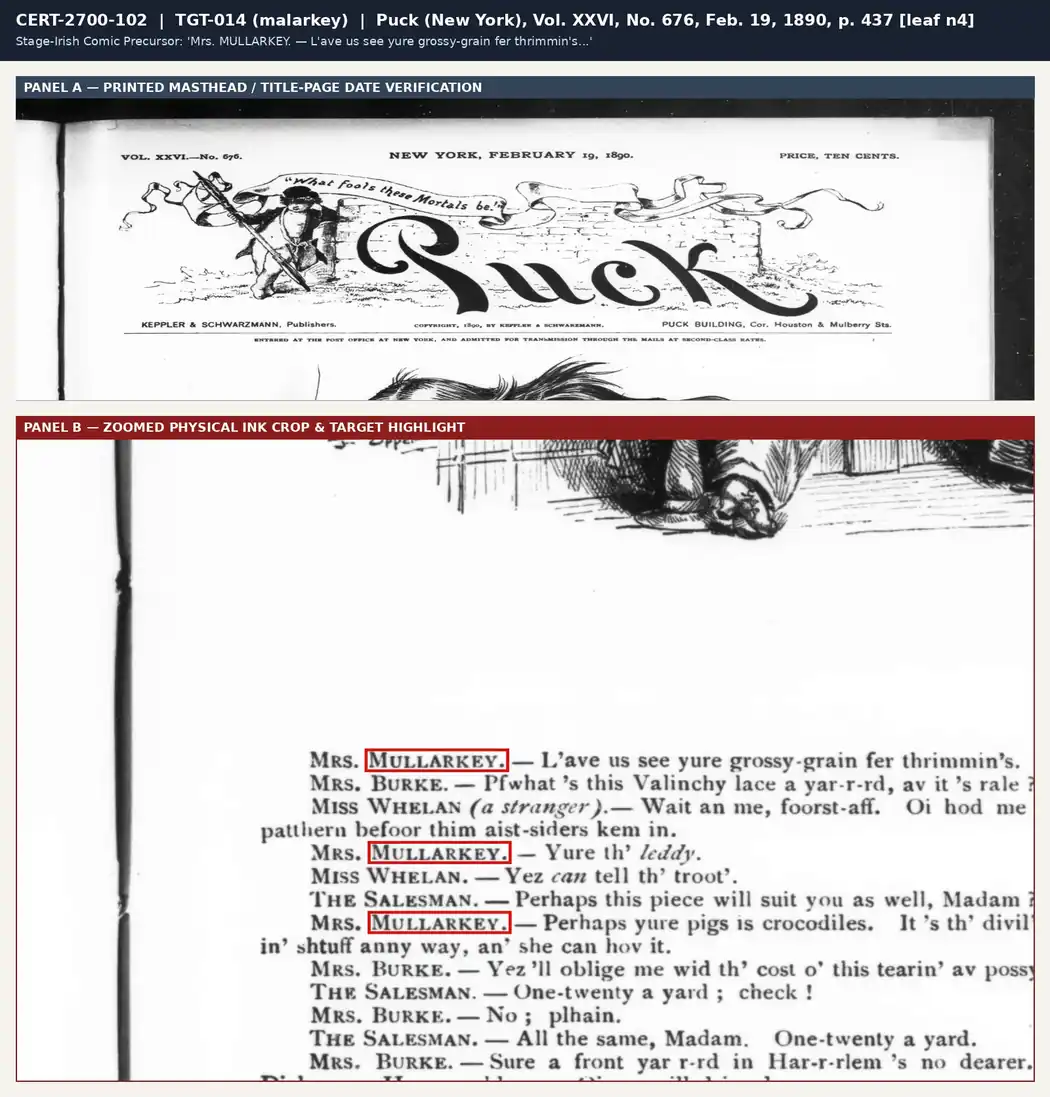 CERT-2700-102 | TGT-014 (malarkey) | Puck (New York), Vol. XXVI, No. 676, Feb. 19, 1890, p. 437 [leaf n4]
Stage-Irish Comic Precursor: 'Mrs. MULLARKEY. — L'ave us see yure grossy-grain fer thrimmin's...'
PANEL A — PRINTED MASTHEAD / TITLE-PAGE DATE VERIFICATION
VOL. XXVI.—No. 676. NEW YORK, FEBRUARY 19, 1890. PRICE, TEN CENTS.
"What fools these Mortals be!"
Puck
KEPPLER & SCHWARZMANN, Publishers. COPYRIGHT, 1890, BY KEPPLER & SCHWARZMANN. PUCK BUILDING, Cor. Houston & Mulberry Sts.
ENTERED AT THE POST OFFICE AT NEW YORK, AND ADMITTED FOR TRANSMISSION THROUGH THE MAILS AT SECOND-CLASS RATES.
PANEL B — ZOOMED PHYSICAL INK CROP & TARGET HIGHLIGHT
MRS. MULLARKEY. — L'ave us see yure grossy-grain fer thrimmin's.
MRS. BURKE. — Pfwhat 's this Valinchy lace a yar-r-rd, av it 's rale ?
MISS WHELAN (a stranger).— Wait an me, foorst-aff. Oi hod me
patthern befoor thim aist-siders kem in.
MRS. MULLARKEY. — Yure th' leddy.
MISS WHELAN. — Yez can tell th' troot'.
THE SALESMAN. — Perhaps this piece will suit you as well, Madam ?
MRS. MULLARKEY. — Perhaps yure pigs is crocodiles. It 's th' divil'
in' shtuff anny way, an' she can hov it.
MRS. BURKE. — Yez 'll oblige me wid th' cost o' this tearin' av possy
THE SALESMAN. — One-twenty a yard ; check !
MRS. BURKE. — No ; plhain.
THE SALESMAN. — All the same, Madam. One-twenty a yard.
MRS. BURKE. — Sure a front yar r-rd in Har-r-rlem 's no dearer.